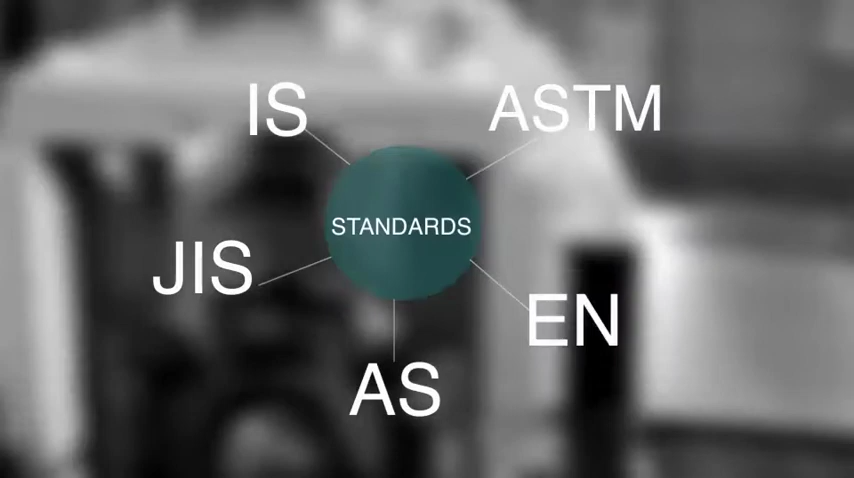 IS
ASTM
STANDARDS
JIS
EN
AS